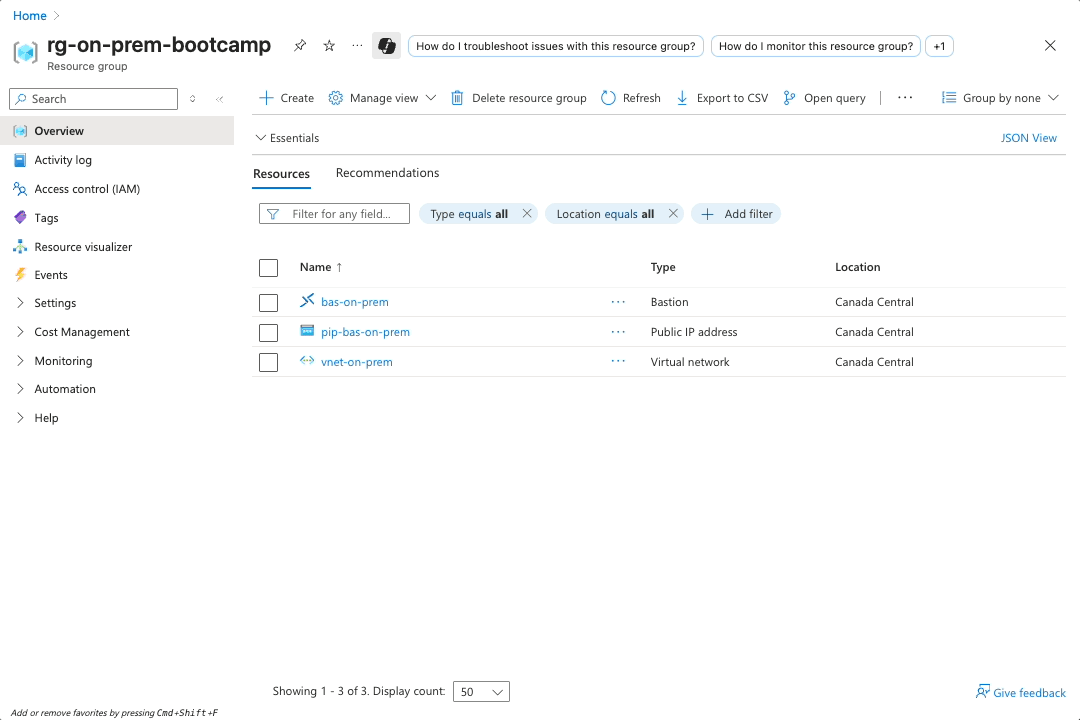 Home
rg-on-prem-bootcamp
Resource group
How do I troubleshoot issues with this resource group?
How do I monitor this resource group?
+1
Search
Create
Manage view
Delete resource group
Refresh
Export to CSV
Open query
Group by none
Overview
Activity log
Access control (IAM)
Tags
Resource visualizer
Events
Settings
Cost Management
Monitoring
Automation
Help
Essentials
JSON View
Resources
Recommendations
Filter for any field...
Type equals all
Location equals all
Add filter
Name ↑ Type Location
bas-on-prem ... Bastion Canada Central
pip-bas-on-prem ... Public IP address Canada Central
vnet-on-prem ... Virtual network Canada Central
Showing 1 - 3 of 3. Display count: 50
Give feedback
Add or remove favorites by pressing Cmd+Shift+F